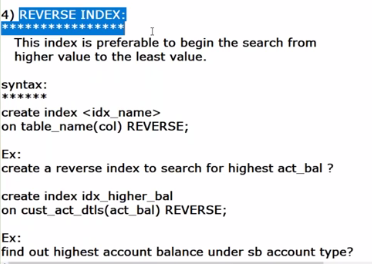 4) REVERSE INDEX:
*****************
This index is preferable to begin the search from
higher value to the least value.
syntax:
******
create index <idx_name>
on table_name(col) REVERSE;
Ex:
create a reverse index to search for highest act_bal ?
create index idx_higher_bal
on cust_act_dtls(act_bal) REVERSE;
Ex:
find out highest account balance under sb account type?